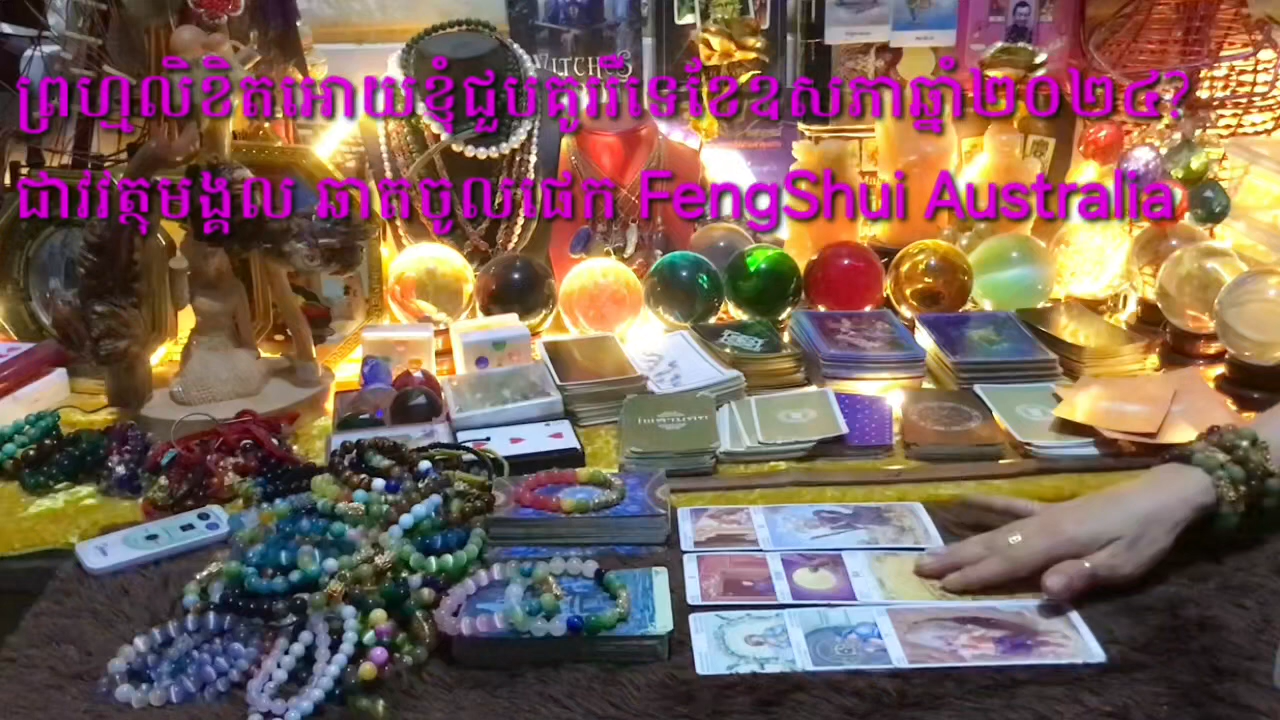 WITCHES
ព្រហ្មលិខិតអោយខ្ញុំជួបគូររឺទេខែឧសភាឆ្នាំ២០២៤?
ជាវវត្ថុមង្គល ឆាតចូលផេក FengShui Australia